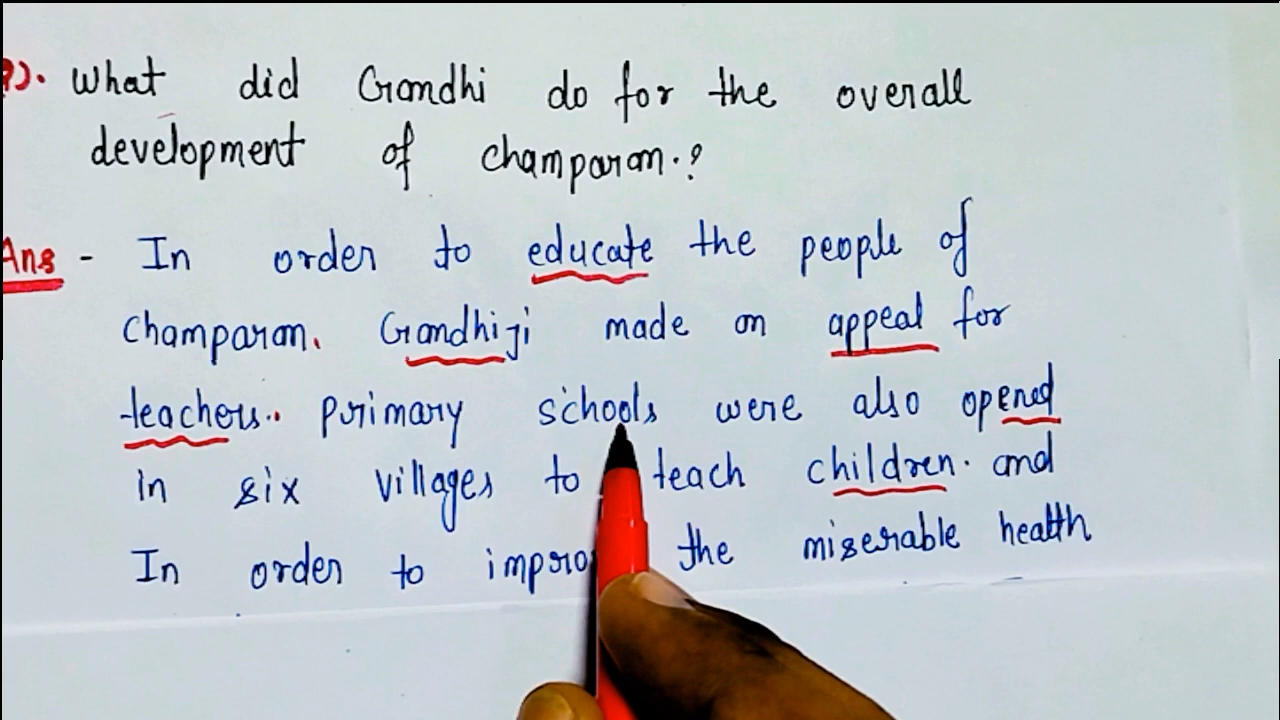 ?). What did Gandhi do for the overall
development of champaran.?
Ans - In order to educate the people of
Champaran. Gandhiji made an appeal for
teachers.. primary schools were also opened
in six villages to teach children. and
In order to the miserable health